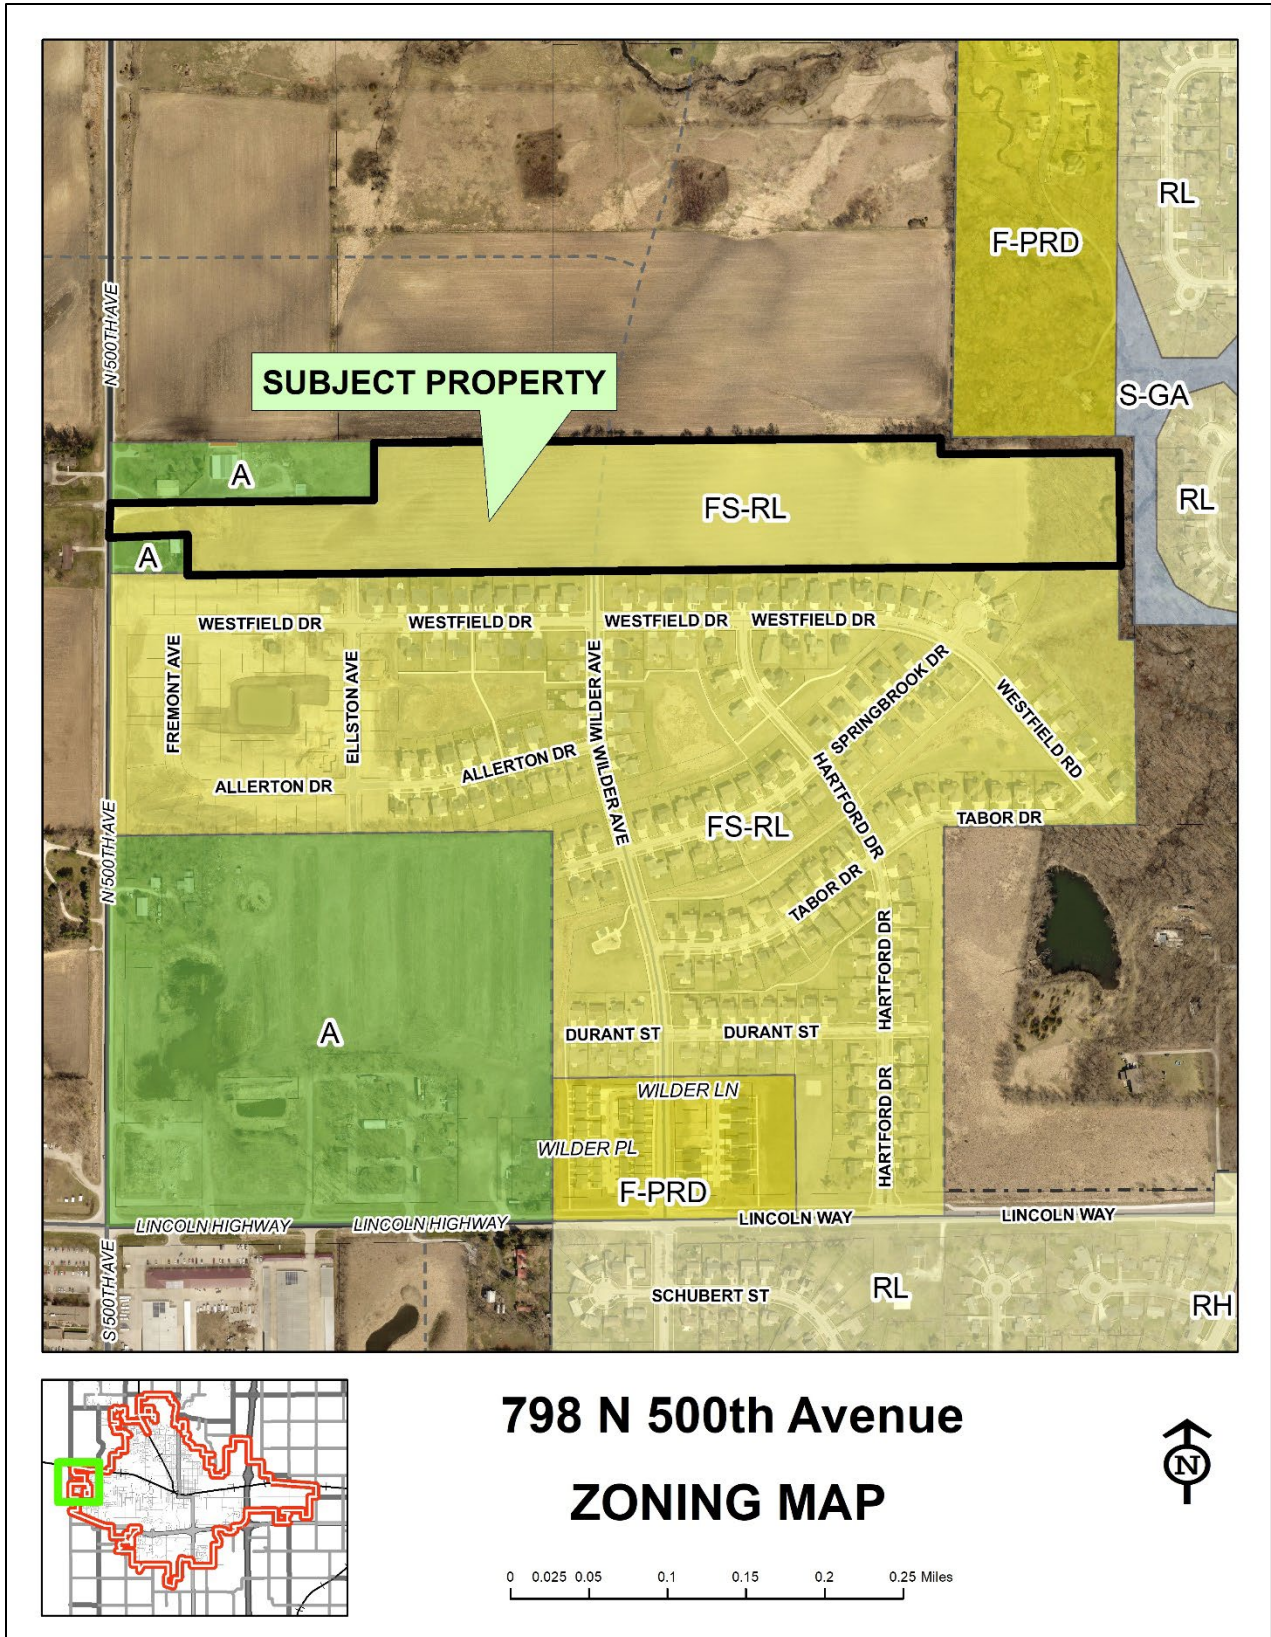 RL
F-PRD
N 500TH AVE
SUBJECT PROPERTY
S-GA
A
RL
FS-RL
A
WESTFIELD DR
WESTFIELD DR
WESTFIELD DR
WESTFIELD DR
FREMONT AVE
ELLSTON AVE
WILDER AVE
SPRINGBROOK DR
WESTFIELD RD
ALLERTON DR
ALLERTON DR
WILDER AVE
HARTFORD DR
N 500TH AVE
FS-RL
TABOR DR
TABOR DR
HARTFORD DR
A
DURANT ST
DURANT ST
WILDER LN
HARTFORD DR
WILDER PL
F-PRD
LINCOLN HIGHWAY
LINCOLN HIGHWAY
LINCOLN WAY
LINCOLN WAY
S 500TH AVE
SCHUBERT ST
RL
RH
798 N 500th Avenue
ZONING MAP
N
0 0.025 0.05 0.1 0.15 0.2 0.25 Miles